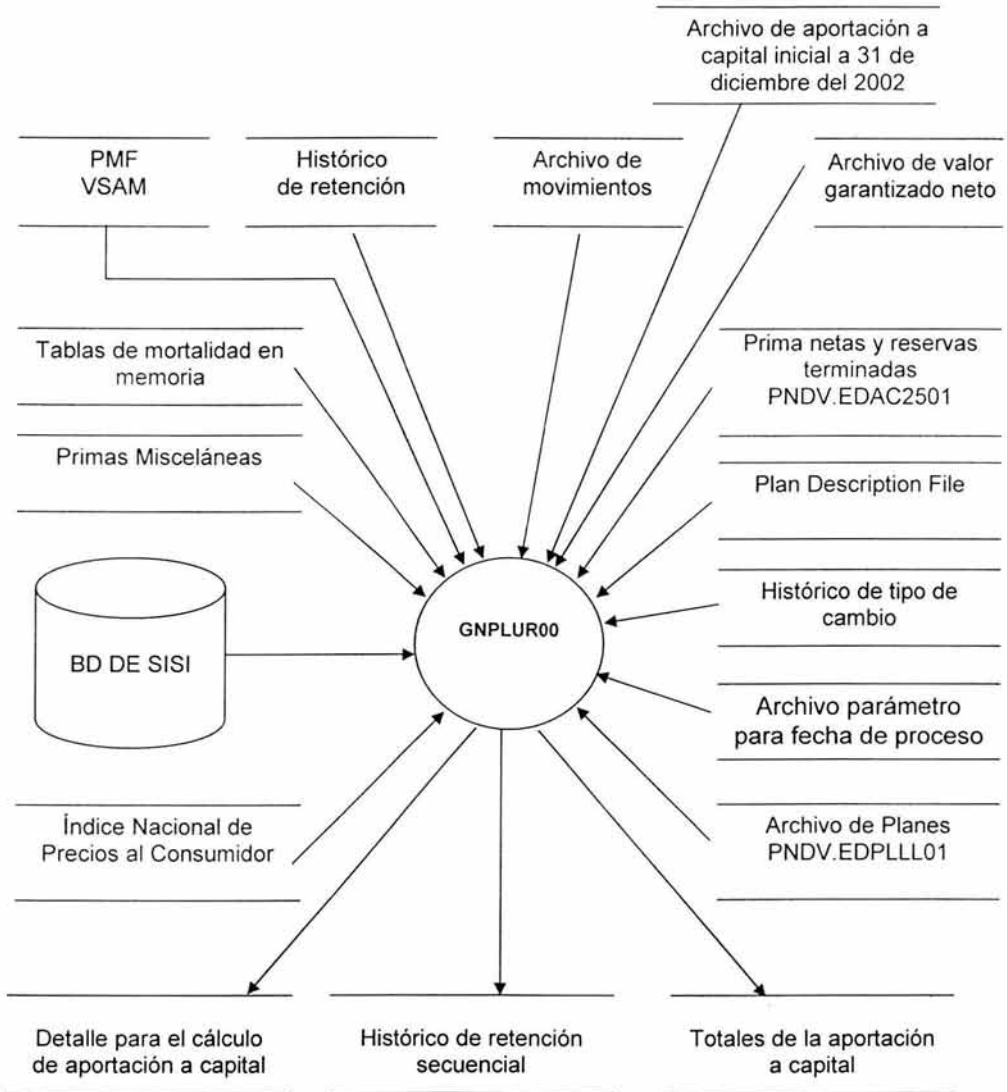 Archivo de aportación a
capital inicial a 31 de
diciembre del 2002
PMF
VSAM
Histórico
de retención
Archivo de
movimientos
Archivo de valor
garantizado neto
Tablas de mortalidad en
memoria
Prima netas y reservas
terminadas
PNDV.EDAC2501
Primas Misceláneas
Plan Description File
Histórico de tipo de
cambio
GNPLUR00
BD DE SISI
Archivo parámetro
para fecha de proceso
Índice Nacional de
Precios al Consumidor
Archivo de Planes
PNDV.EDPLLL01
Detalle para el cálculo
de aportación a capital
Histórico de retención
secuencial
Totales de la aportación
a capital